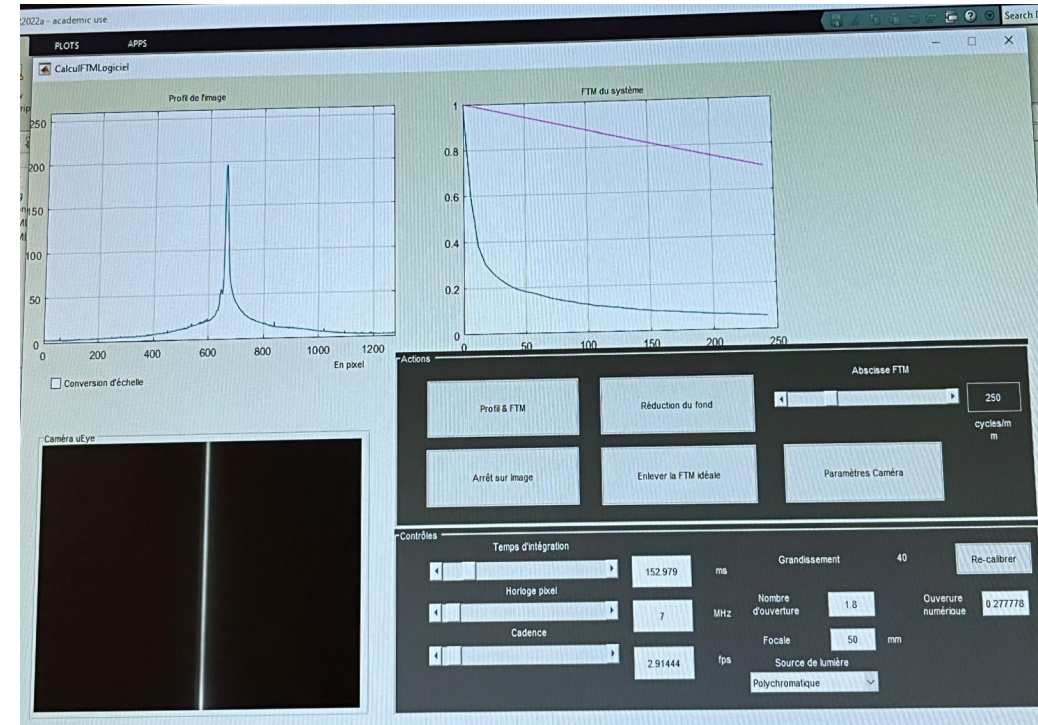 2022a - academic use
Search
PLOTS
APPS
CalculFTMLogiciel
Profil de l'image
250
200
150
100
50
0
0 200 400 600 800 1000 1200
En pixel
Conversion d'échelle
FTM du système
1
0.8
0.6
0.4
0.2
0
0 50 100 150 200 250
Caméra uEye
Actions
Profil & FTM
Réduction du fond
Abscisse FTM
250
cycles/m
m
Arrêt sur image
Enlever la FTM idéale
Paramètres Caméra
Contrôles
Temps d'intégration
152.979 ms
Horloge pixel
7 MHz
Cadence
2.91444 fps
Grandissement 40
Re-calibrer
Nombre
d'ouverture
1.8
Ouverure
numérique
0.277778
Focale 50 mm
Source de lumière
Polychromatique